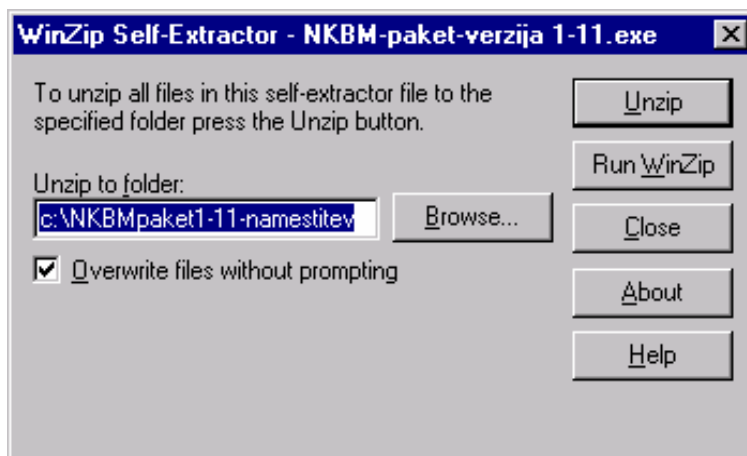 WinZip Self-Extractor - NKBM-paket-verzija 1-11.exe
To unzip all files in this self-extractor file to the
specified folder press the Unzip button.
Unzip to folder:
c:\NKBMpaket1-11-namestitev
Browse...
Overwrite files without prompting
Unzip
Run WinZip
Close
About
Help